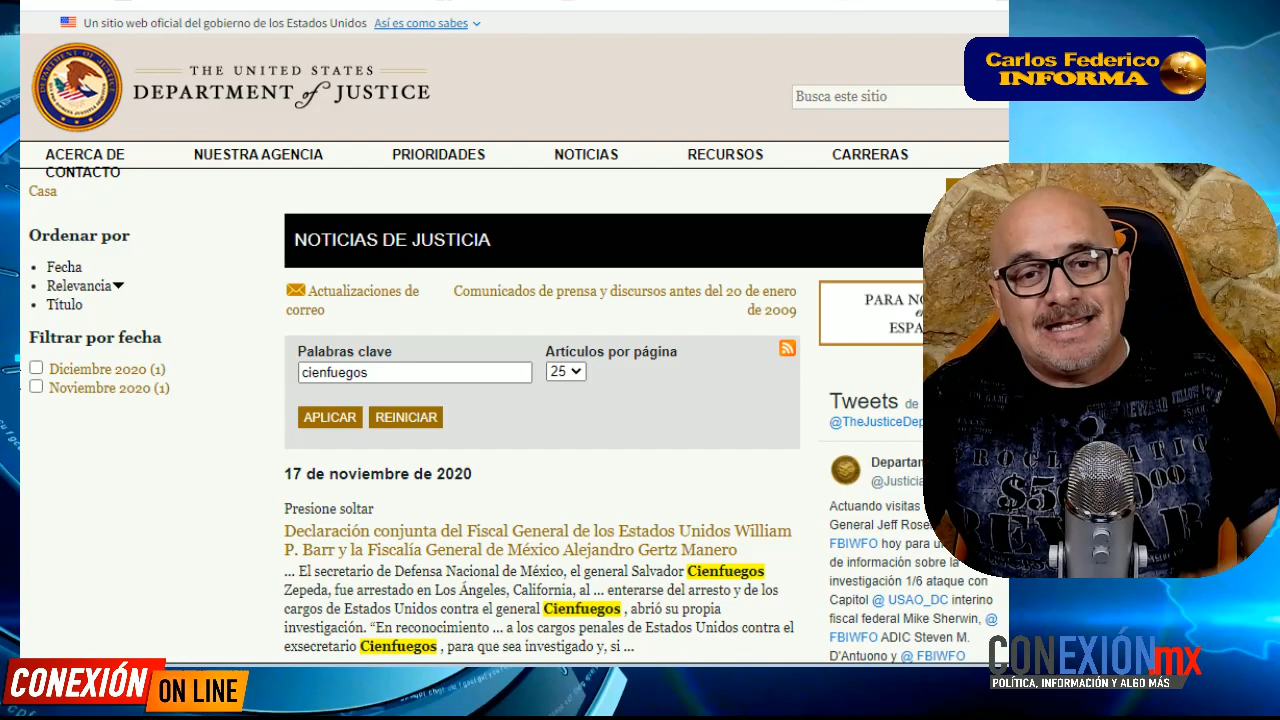 Un sitio web oficial del gobierno de los Estados Unidos Así es como sabes
Carlos Federico
INFORMA
THE UNITED STATES
DEPARTMENT of JUSTICE
Busca este sitio
ACERCA DE NUESTRA AGENCIA PRIORIDADES NOTICIAS RECURSOS CARRERAS
CONTACTO
Casa
Ordenar por
Fecha
Relevancia
Título
Filtrar por fecha
Diciembre 2020 (1)
Noviembre 2020 (1)
NOTICIAS DE JUSTICIA
Actualizaciones de
correo
Comunicados de prensa y discursos antes del 20 de enero
de 2009
Palabras clave
cienfuegos
Artículos por página
25
APLICAR REINICIAR
17 de noviembre de 2020
Presione soltar
Declaración conjunta del Fiscal General de los Estados Unidos William
P. Barr y la Fiscalía General de México Alejandro Gertz Manero
... El secretario de Defensa Nacional de México, el general Salvador Cienfuegos
Zepeda, fue arrestado en Los Ángeles, California, al ... enterarse del arresto y de los
cargos de Estados Unidos contra el general Cienfuegos , abrió su propia
investigación. “En reconocimiento ... a los cargos penales de Estados Unidos contra el
exsecretario Cienfuegos , para que sea investigado y, si ...
PARA NO
ESPA
Tweets de
@TheJusticeDep
Departan
@Justicia
Actuando visitas
General Jeff Rose
FBIWFO hoy para un
de información sobre la
investigación 1/6 ataque con
Capitol @ USAO_DC interino
fiscal federal Mike Sherwin, @
FBIWFO ADIC Steven M.
D'Antuono y @ FBIWFO
CONEXIÓN.mx
POLÍTICA, INFORMACIÓN Y ALGO MÁS
CONEXIÓN
ON LINE